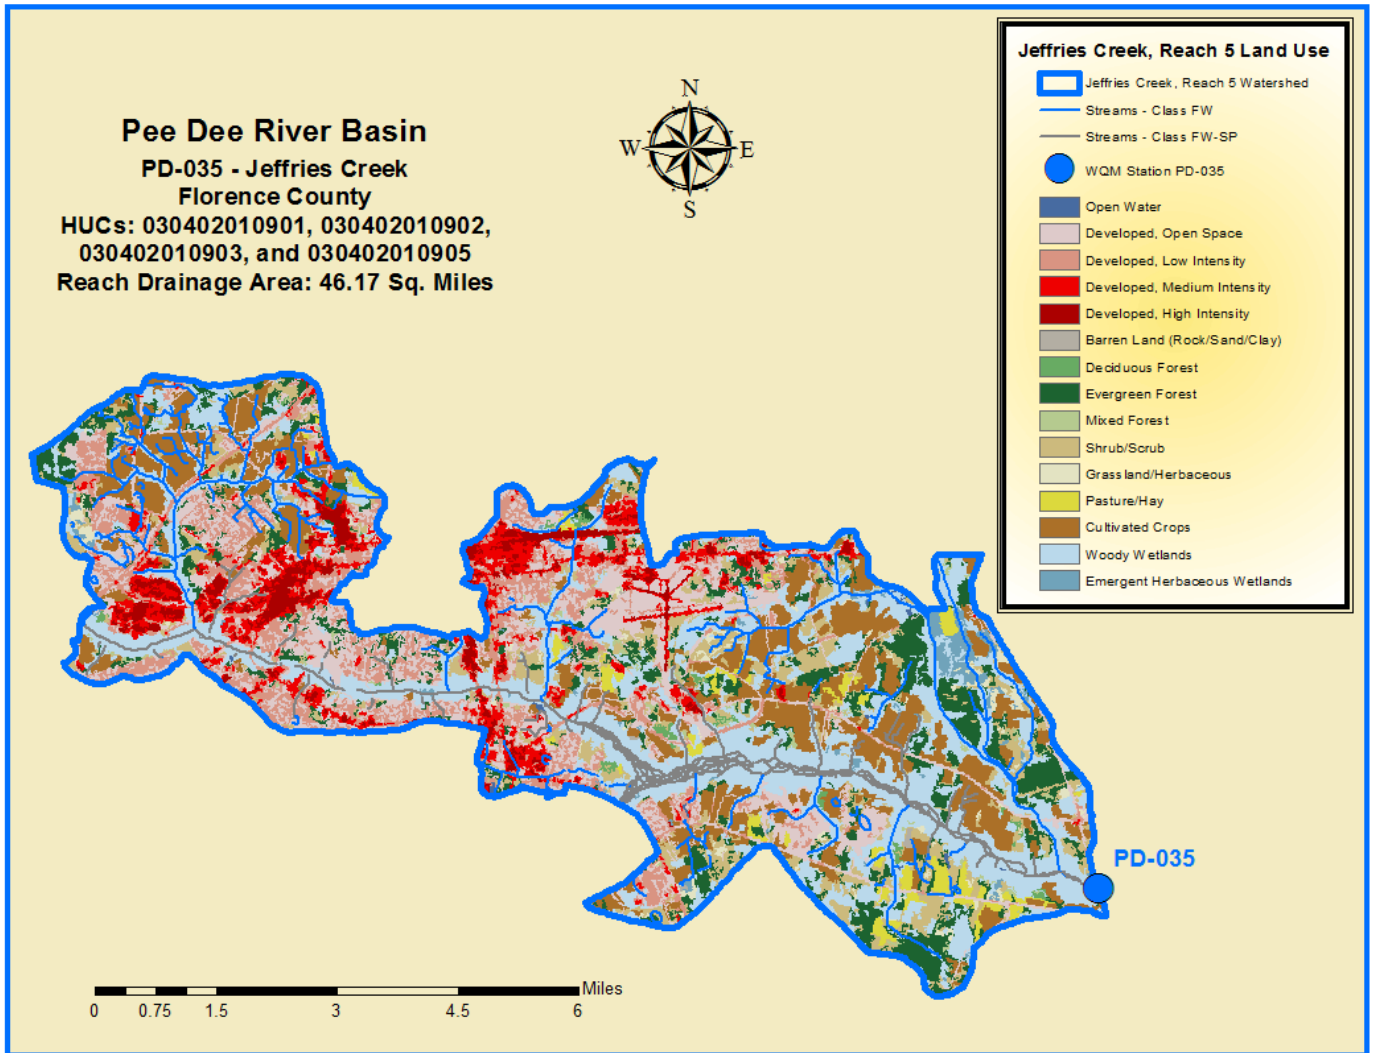 Pee Dee River Basin
PD-035 - Jeffries Creek
Florence County
HUCs: 030402010901, 030402010902,
030402010903, and 030402010905
Reach Drainage Area: 46.17 Sq. Miles
N
W
E
S
Jeffries Creek, Reach 5 Land Use
Jeffries Creek, Reach 5 Watershed
Streams - Class FW
Streams - Class FW-SP
WQM Station PD-035
Open Water
Developed, Open Space
Developed, Low Intensity
Developed, Medium Intensity
Developed, High Intensity
Barren Land (Rock/Sand/Clay)
Deciduous Forest
Evergreen Forest
Mixed Forest
Shrub/Scrub
Grassland/Herbaceous
Pasture/Hay
Cultivated Crops
Woody Wetlands
Emergent Herbaceous Wetlands
PD-035
Miles
0 0.75 1.5 3 4.5 6